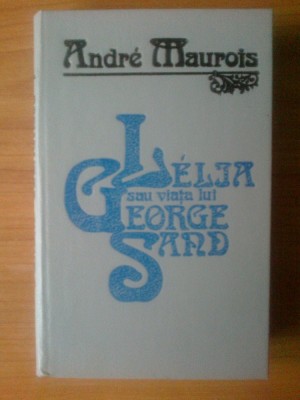 André Maurois
LÉLIA
sau viața lui
GEORGE
SAND